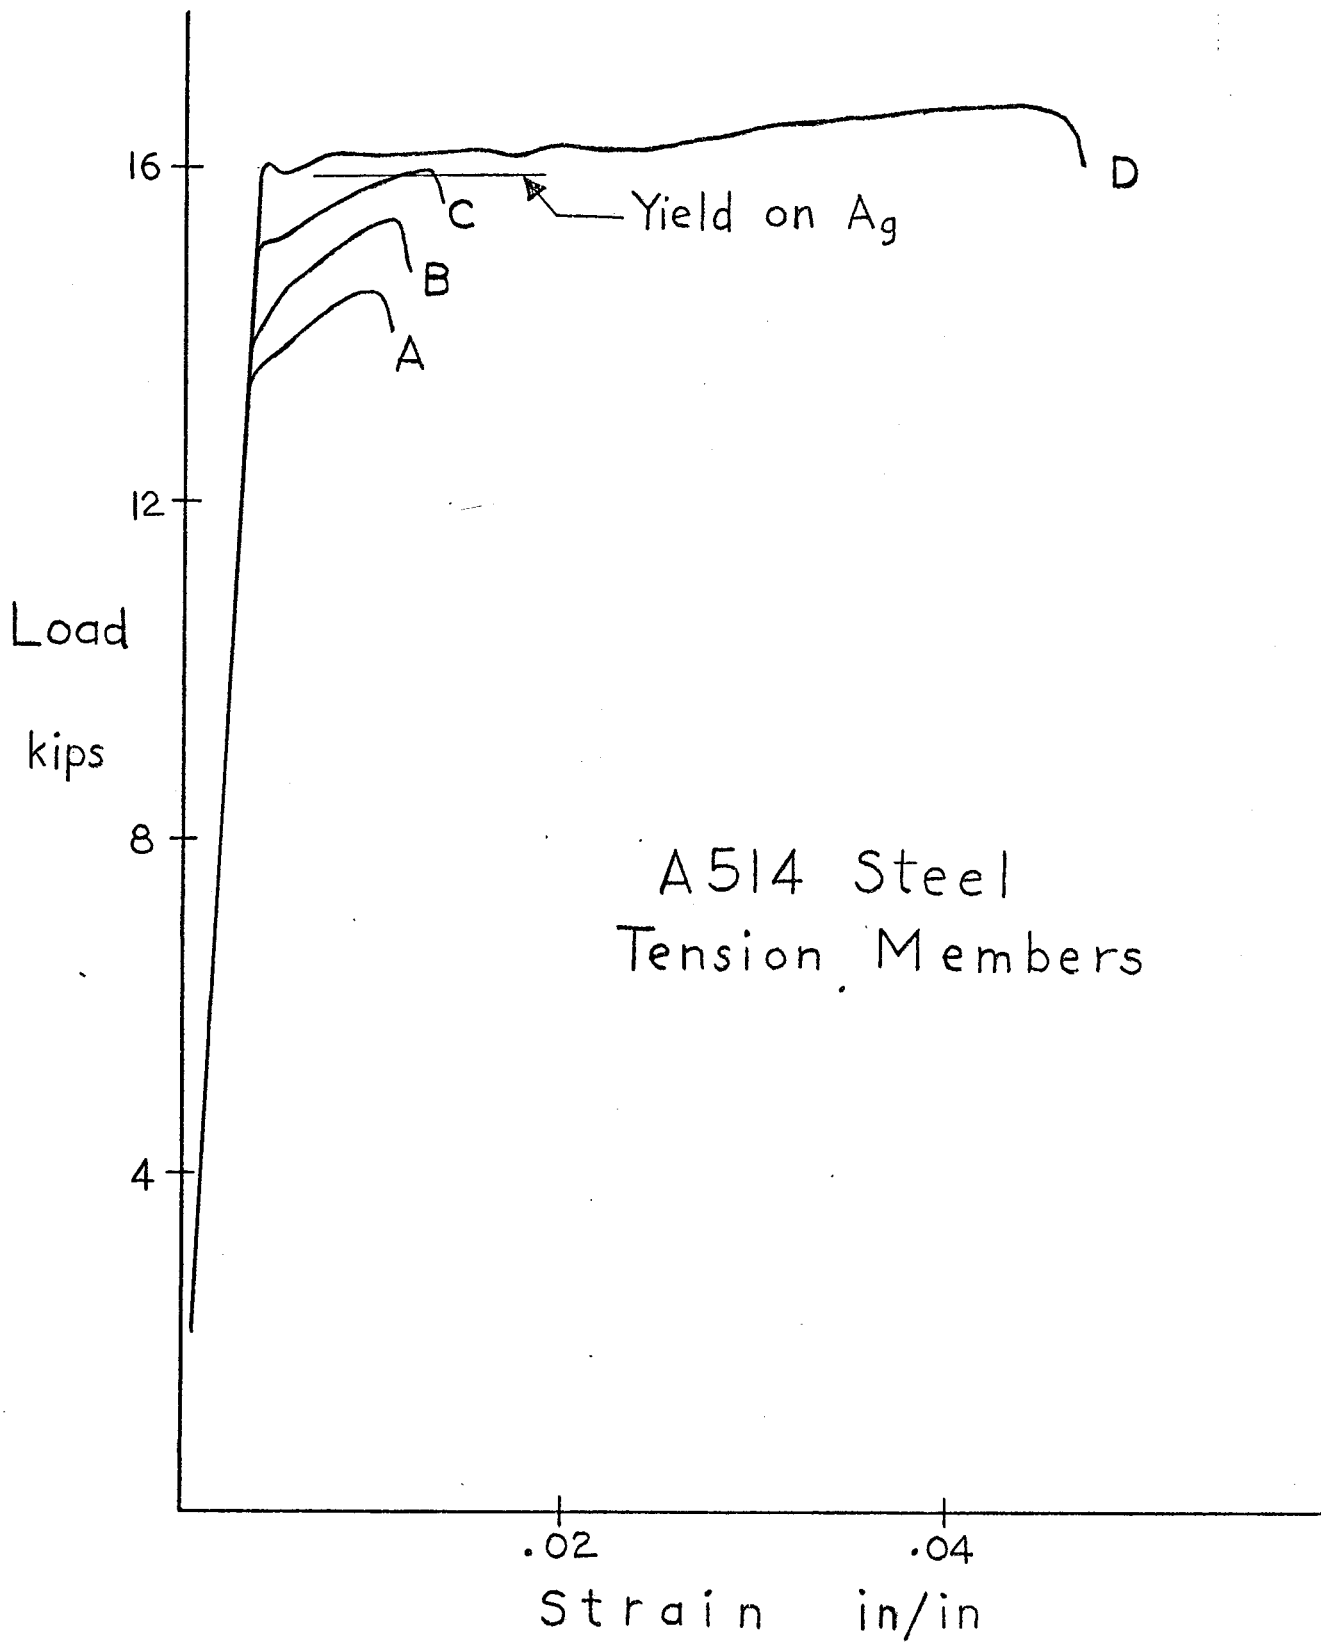 16
D
C
Yield on Ag
B
A
12
Load
kips
8
A514 Steel
Tension Members
4
.02
.04
Strain in/in